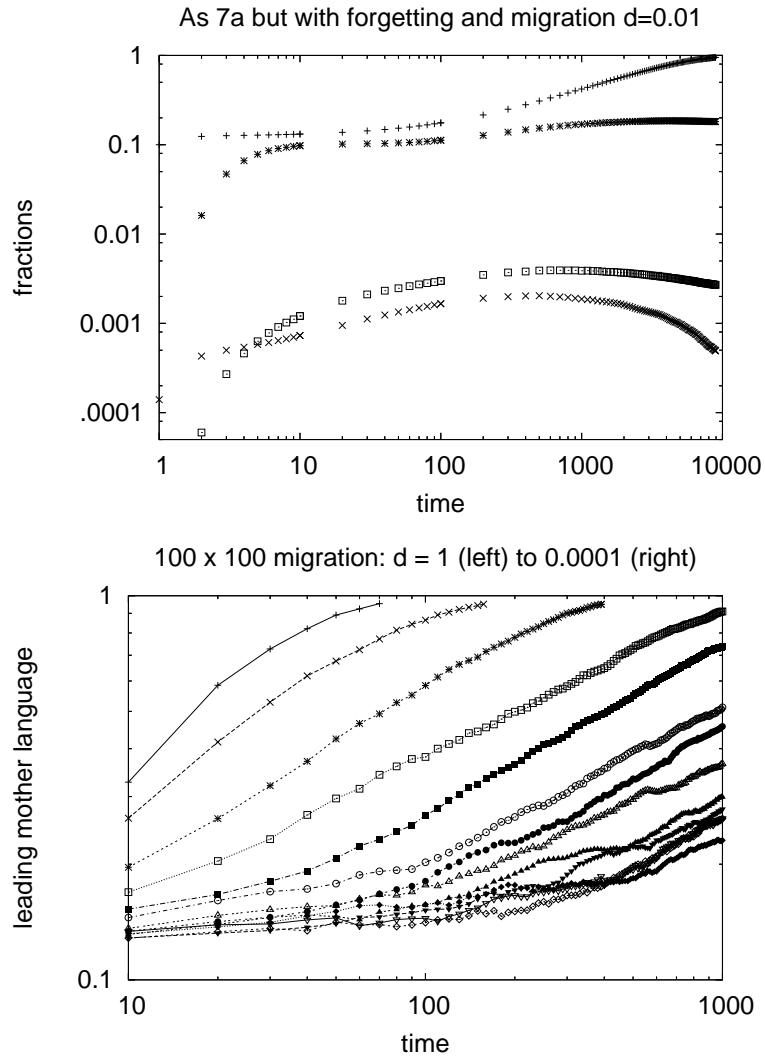 As 7a but with forgetting and migration d=0.01
1
0.1
0.01
0.001
.0001
fractions
1 10 100 1000 10000
time
100 x 100 migration: d = 1 (left) to 0.0001 (right)
1
leading mother language
0.1
10 100 1000
time